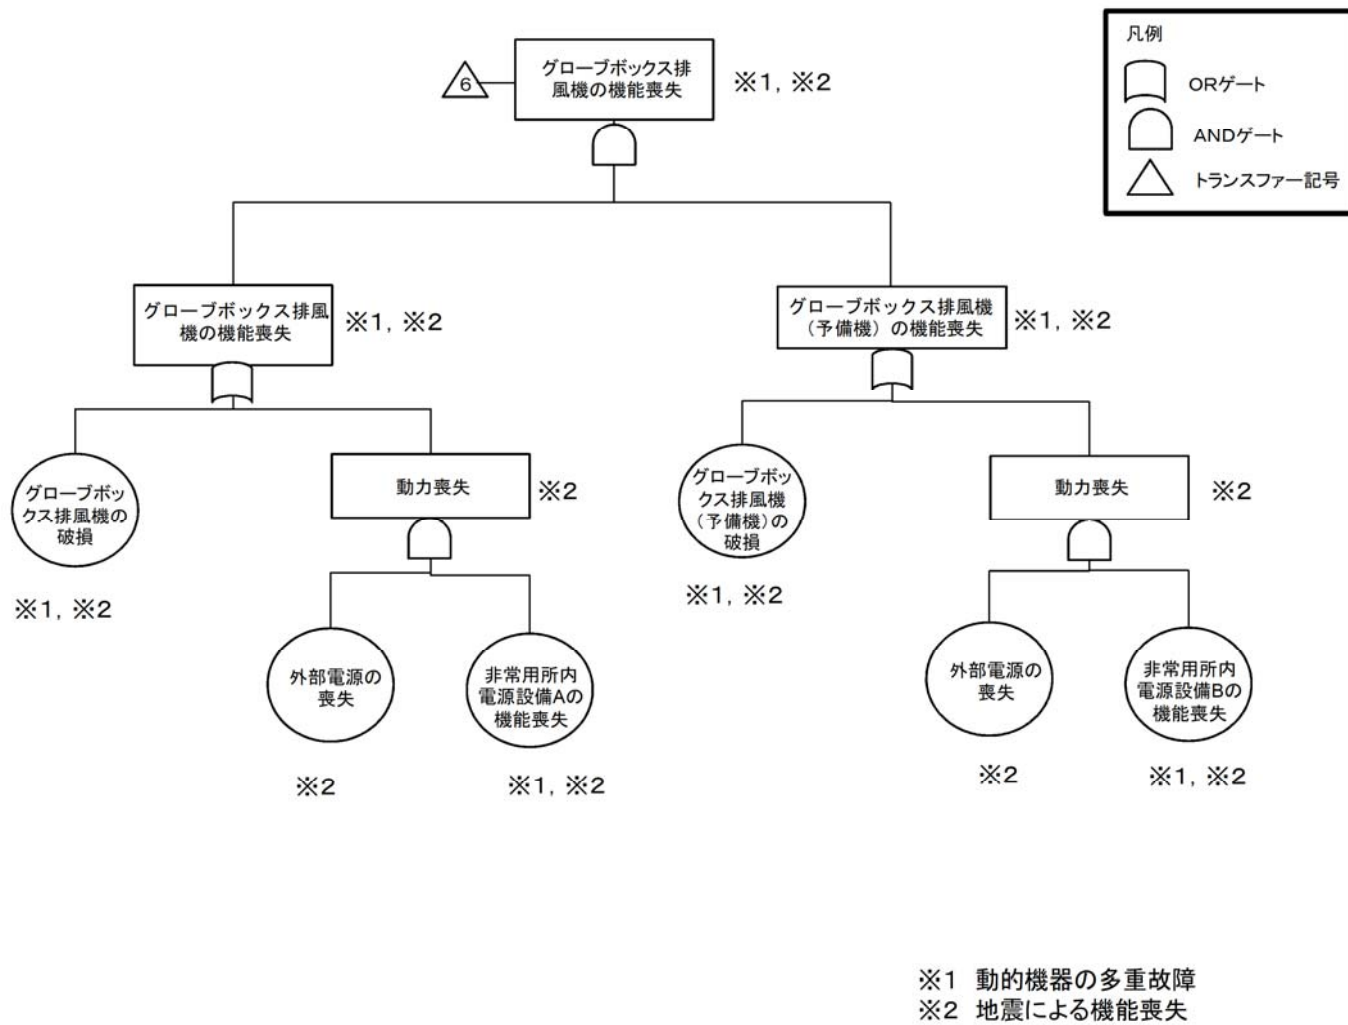 凡例
ORゲート
ANDゲート
トランスファー記号
6
グローブボックス排
風機の機能喪失
※1, ※2
グローブボックス排風
機の機能喪失
※1, ※2
グローブボックス排風機
(予備機)の機能喪失
※1, ※2
グローブボッ
クス排風機の
破損
※1, ※2
動力喪失
※2
グローブボッ
クス排風機
(予備機)の
破損
※1, ※2
動力喪失
※2
外部電源の
喪失
※2
非常用所内
電源設備Aの
機能喪失
※1, ※2
外部電源の
喪失
※2
非常用所内
電源設備Bの
機能喪失
※1, ※2
※1 動的機器の多重故障
※2 地震による機能喪失